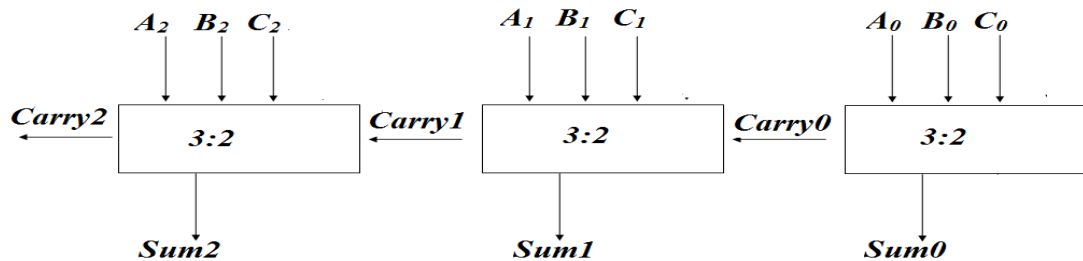 A₂ B₂ C₂ A₁ B₁ C₁ A₀ B₀ C₀
Carry2 3:2 Carry1 3:2 Carry0 3:2
Sum2 Sum1 Sum0